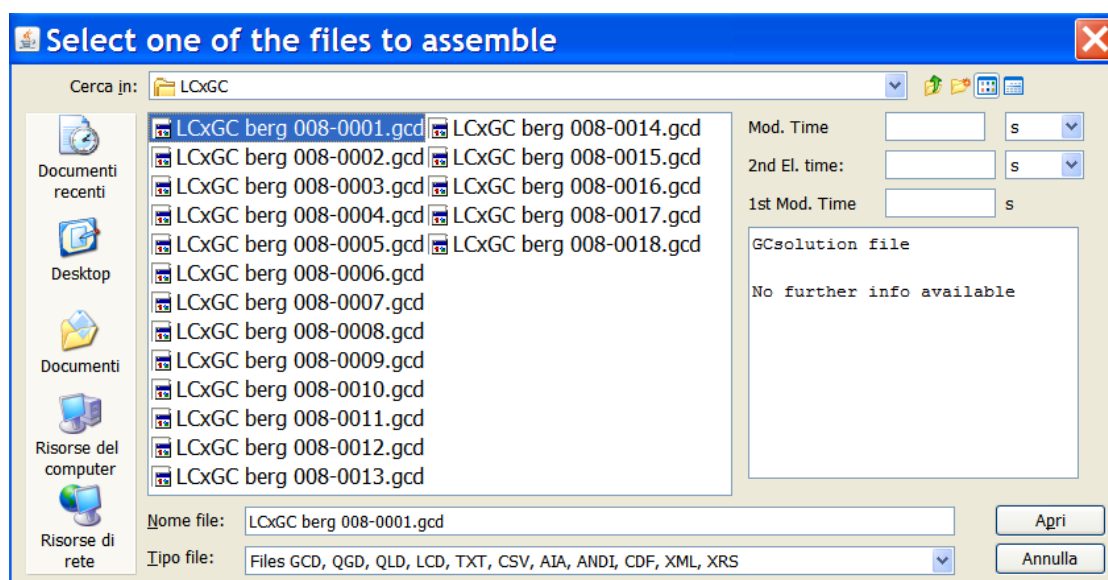 Select one of the files to assemble
Cerca in:
LCxGC
Documenti
recenti
Desktop
Documenti
Risorse del
computer
Risorse di
rete
LCxGC berg 008-0001.gcd
LCxGC berg 008-0002.gcd
LCxGC berg 008-0003.gcd
LCxGC berg 008-0004.gcd
LCxGC berg 008-0005.gcd
LCxGC berg 008-0006.gcd
LCxGC berg 008-0007.gcd
LCxGC berg 008-0008.gcd
LCxGC berg 008-0009.gcd
LCxGC berg 008-0010.gcd
LCxGC berg 008-0011.gcd
LCxGC berg 008-0012.gcd
LCxGC berg 008-0013.gcd
LCxGC berg 008-0014.gcd
LCxGC berg 008-0015.gcd
LCxGC berg 008-0016.gcd
LCxGC berg 008-0017.gcd
LCxGC berg 008-0018.gcd
Mod. Time
s
2nd El. time:
s
1st Mod. Time
s
GCsolution file
No further info available
Nome file:
LCxGC berg 008-0001.gcd
Apri
Tipo file:
Files GCD, QGD, QLD, LCD, TXT, CSV, AIA, ANDI, CDF, XML, XRS
Annulla